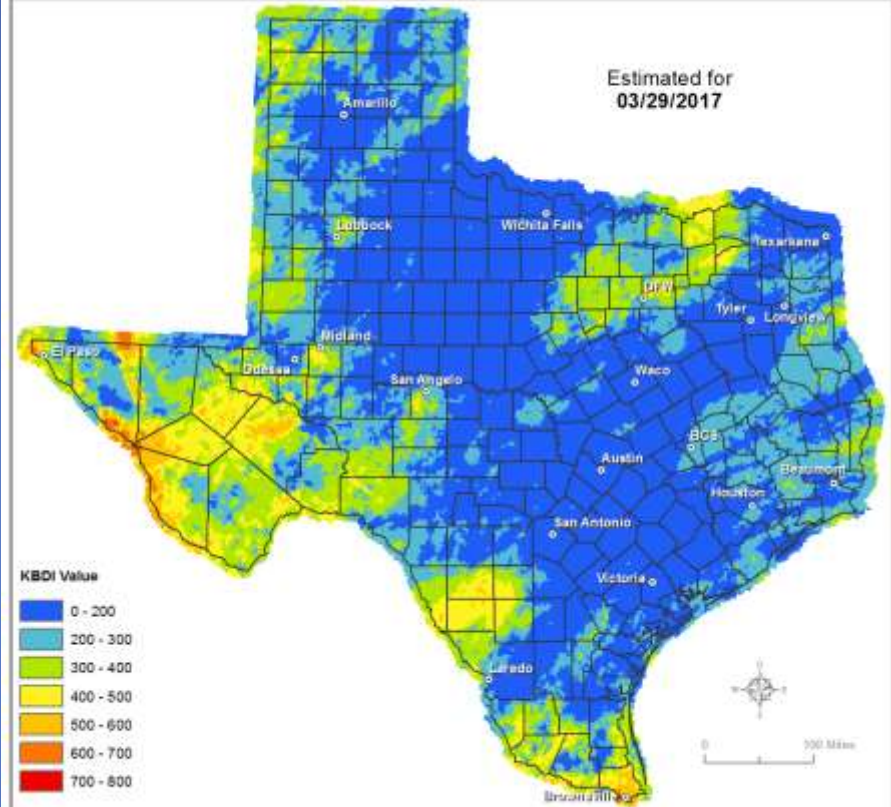 Estimated for
03/29/2017
Amarillo
Lubbock
Wichita Falls
Texarkana
DFW
Tyler
Longview
El Paso
Midland
Odessa
San Angelo
Waco
BCS
Austin
Beaumont
Houston
San Antonio
Victoria
Laredo
Brownsville
KBDI Value
0 - 200
200 - 300
300 - 400
400 - 500
500 - 600
600 - 700
700 - 800
0
100 Miles